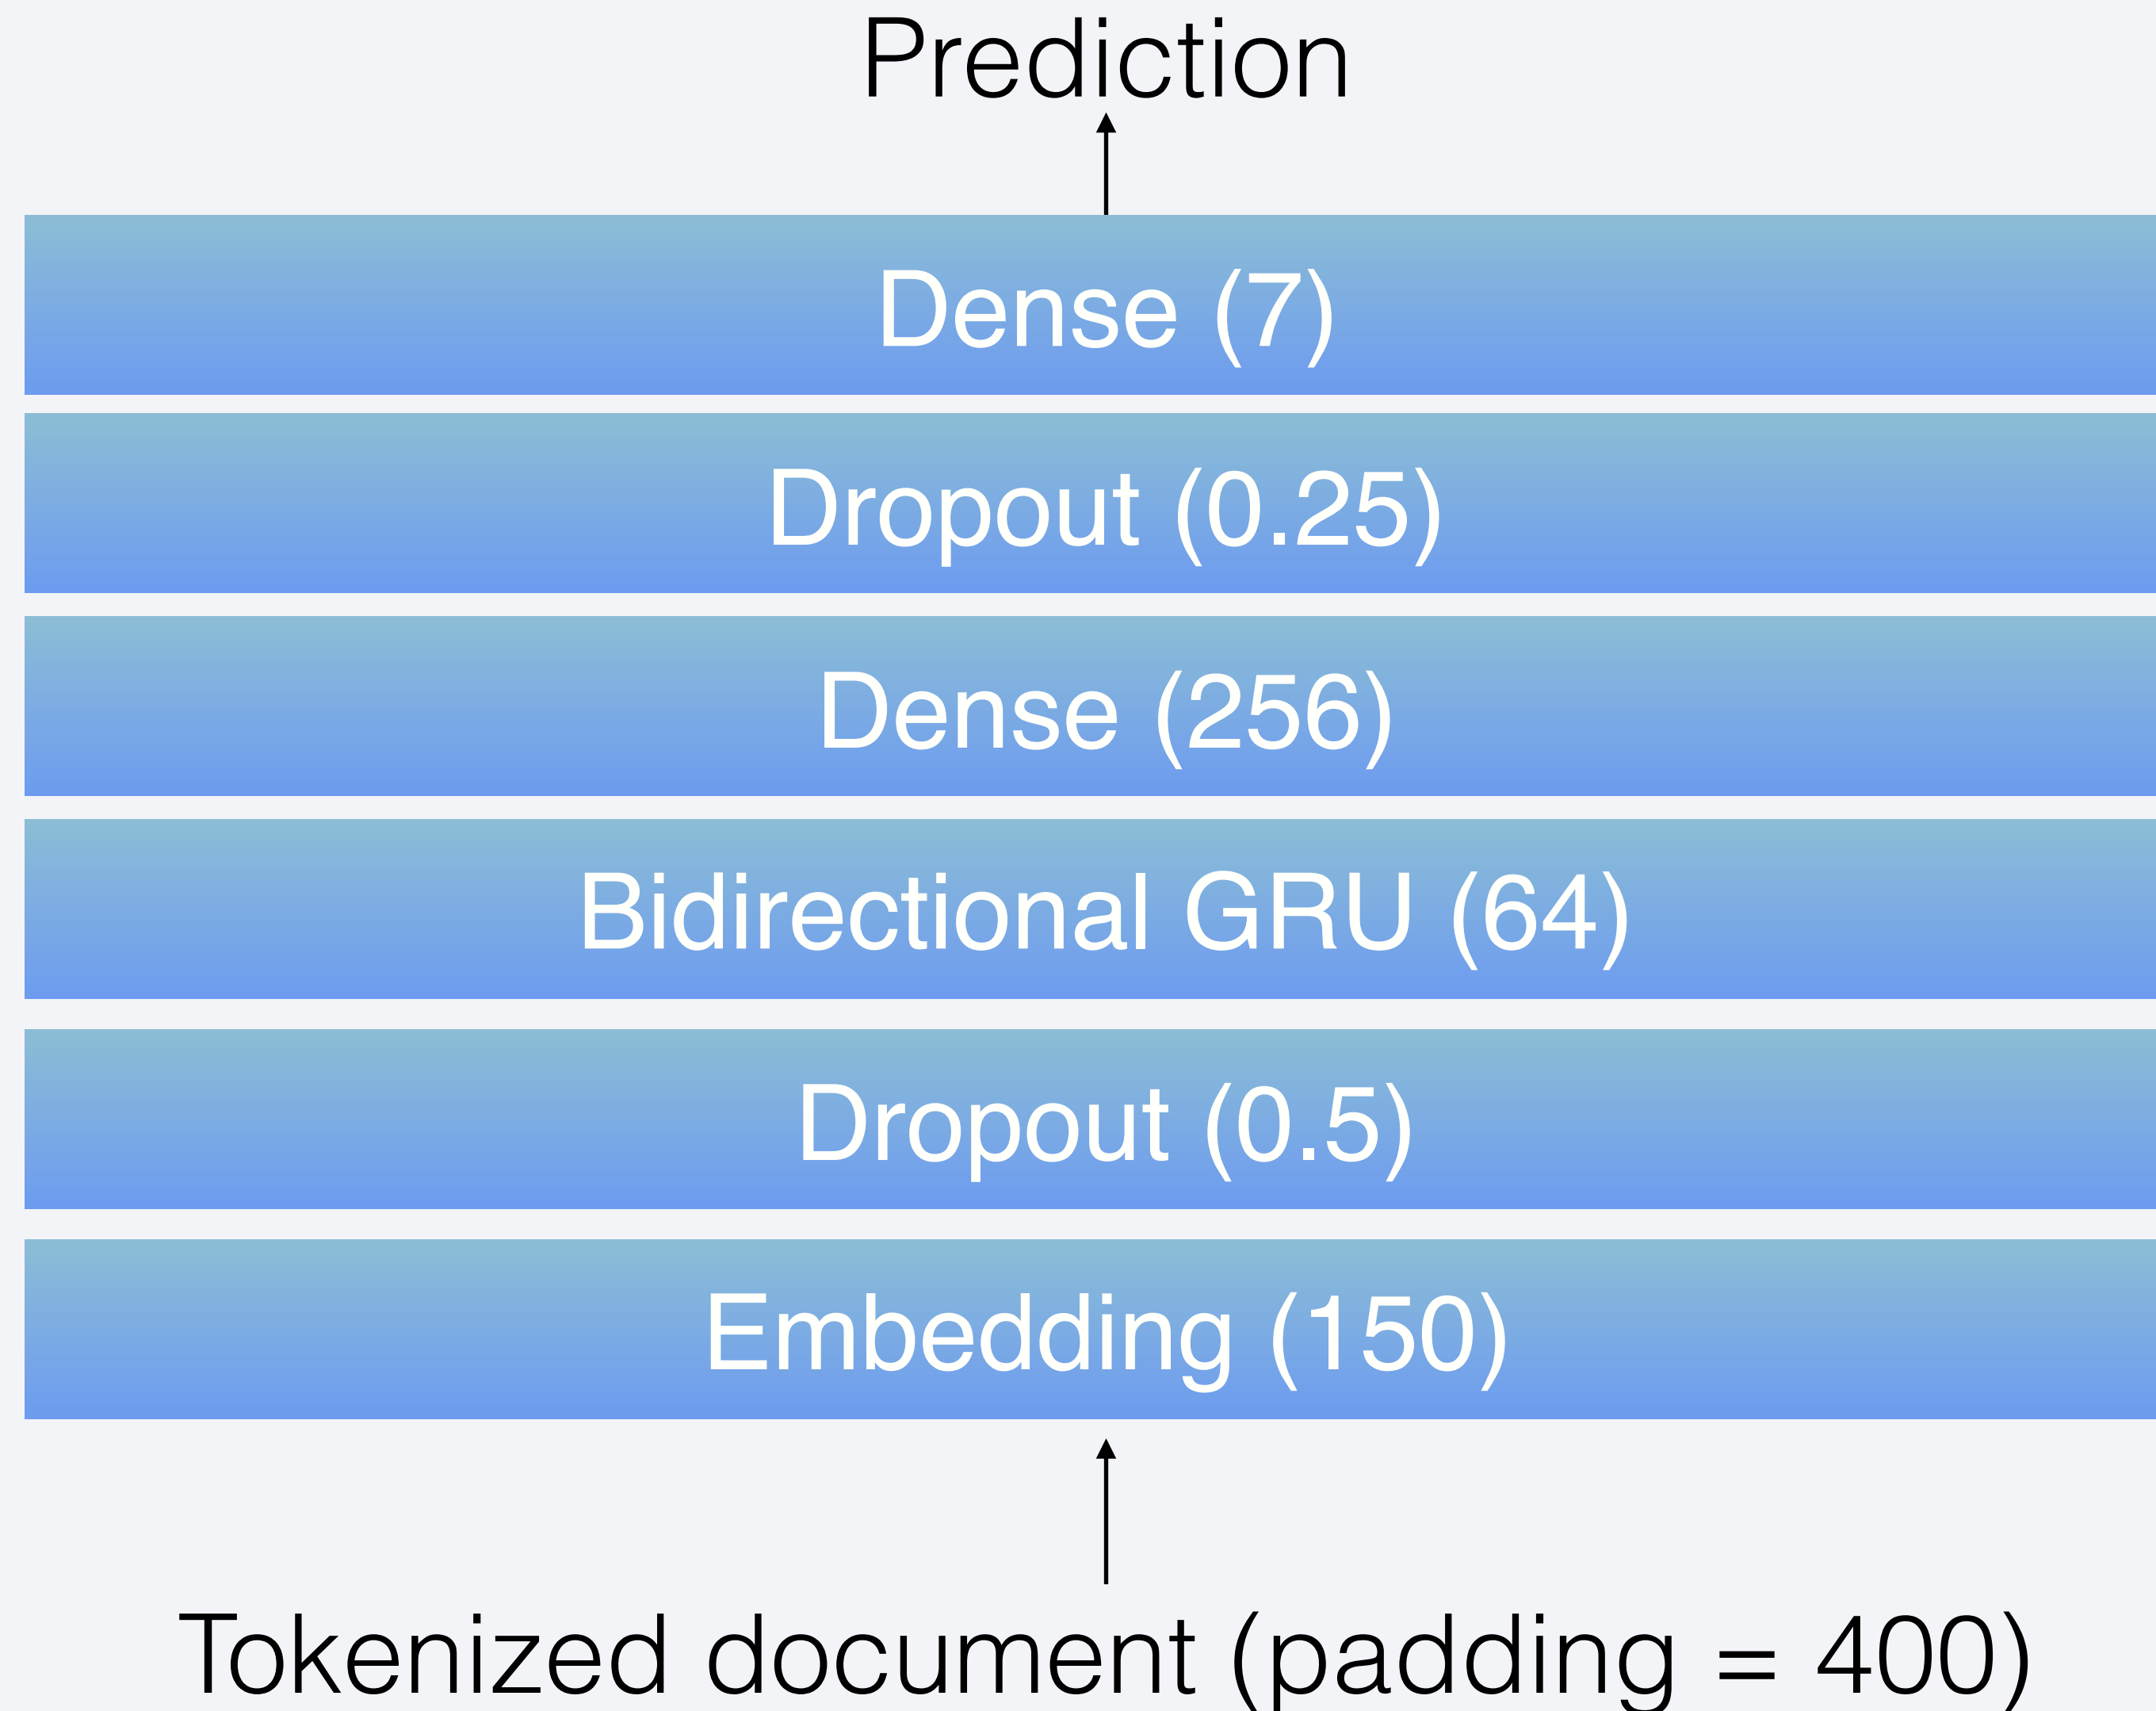 Prediction
Dense (7)
Dropout (0.25)
Dense (256)
Bidirectional GRU (64)
Dropout (0.5)
Embedding (150)
Tokenized document (padding = 400)